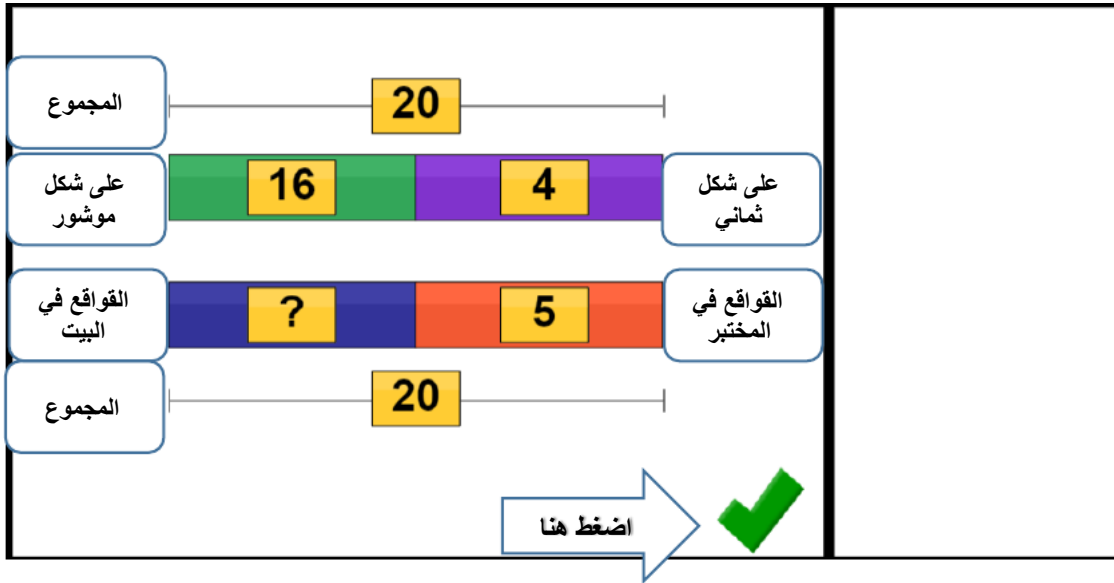 المجموع
20
على شكل
موشور
16
4
على شكل
ثماني
القواقع في
البيت
?
5
القواقع في
المختبر
المجموع
20
اضغط هنا